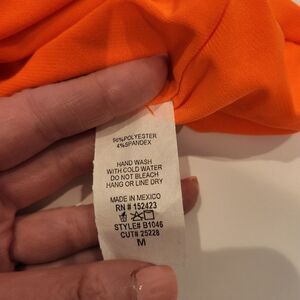 96%POLYESTER
4%SPANDEX
HAND WASH
WITH COLD WATER
DO NOT BLEACH
HANG OR LINE DRY
MADE IN MEXICO
RN # 152423
STYLE# B1046
CUT# 25228
M